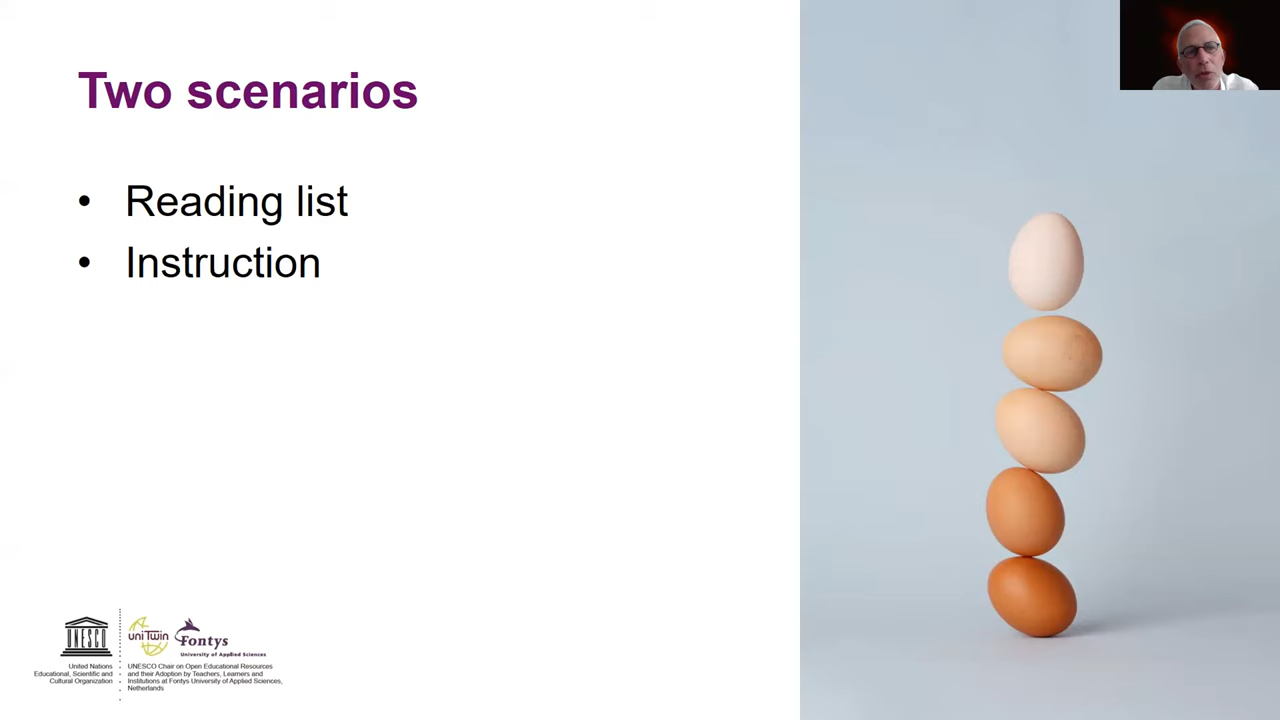 Two scenarios
• Reading list
• Instruction
UNESCO
United Nations
Educational, Scientific and
Cultural Organization
uniTwin
Fontys
University of Applied Sciences
UNESCO Chair on Open Educational Resources
and their Adoption by Teachers, Learners and
Institutions at Fontys University of Applied Sciences,
Netherlands